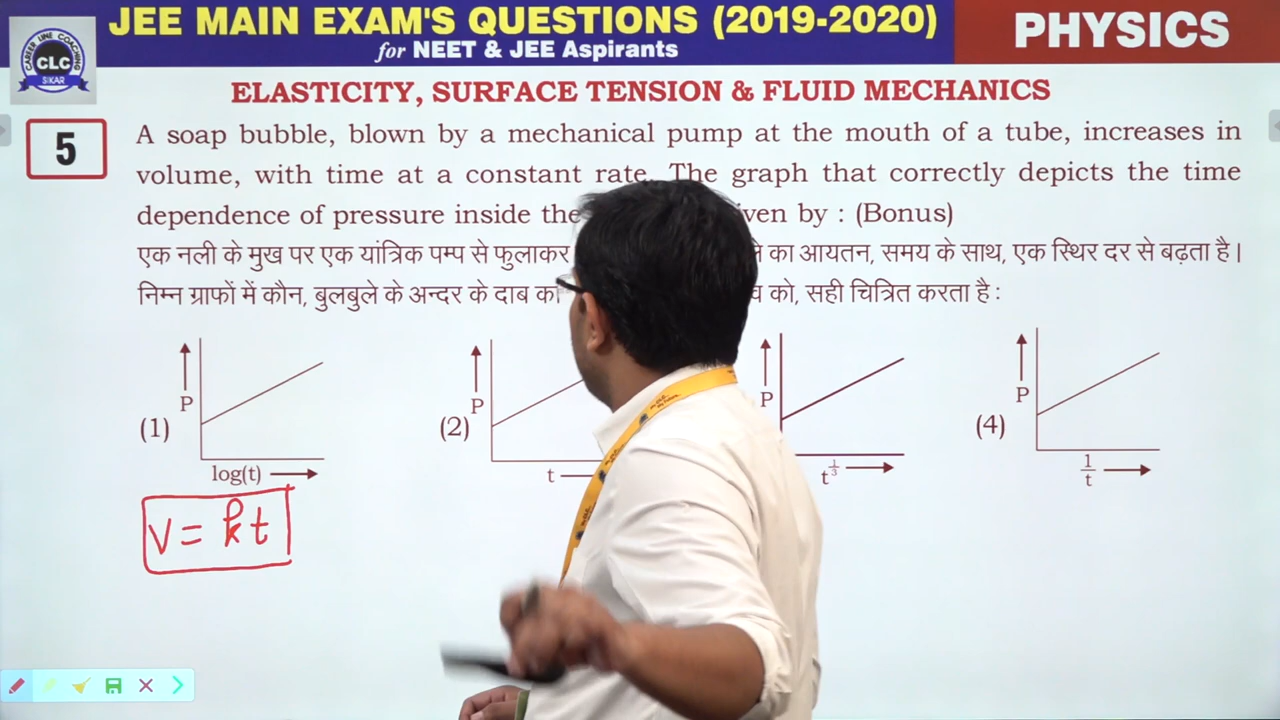 JEE MAIN EXAM'S QUESTIONS (2019-2020)
for NEET & JEE Aspirants
PHYSICS
CAREER LINE COACHING
CLC
SIKAR
ELASTICITY, SURFACE TENSION & FLUID MECHANICS
5
A soap bubble, blown by a mechanical pump at the mouth of a tube, increases in
volume, with time at a constant rate. The graph that correctly depicts the time
dependence of pressure inside the iven by : (Bonus)
एक नली के मुख पर एक यांत्रिक पम्प से फुलाकर का आयतन, समय के साथ, एक स्थिर दर से बढ़ता है।
निम्न ग्राफों में कौन, बुलबुले के अन्दर के दाब का को, सही चित्रित करता है :
(1) P log(t)
(2) P t
P t^{1/3}
(4) P 1/t
V = kt